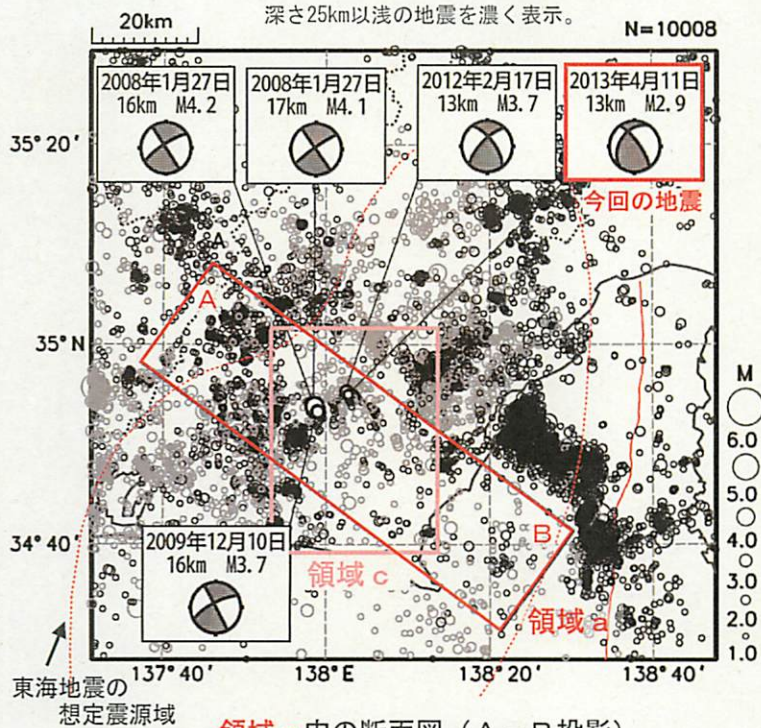 深さ25km以浅の地震を濃く表示。
20km
N=10008
2008年1月27日
16km M4.2
2008年1月27日
17km M4.1
2012年2月17日
13km M3.7
2013年4月11日
13km M2.9
今回の地震
35°20′
A
A
35°N
M
6.0
5.0
4.0
3.0
2.0
1.0
B
34°40′
2009年12月10日
16km M3.7
領域c
領域a
137°40′
138°E
138°20′
138°40′
東海地震の
想定震源域